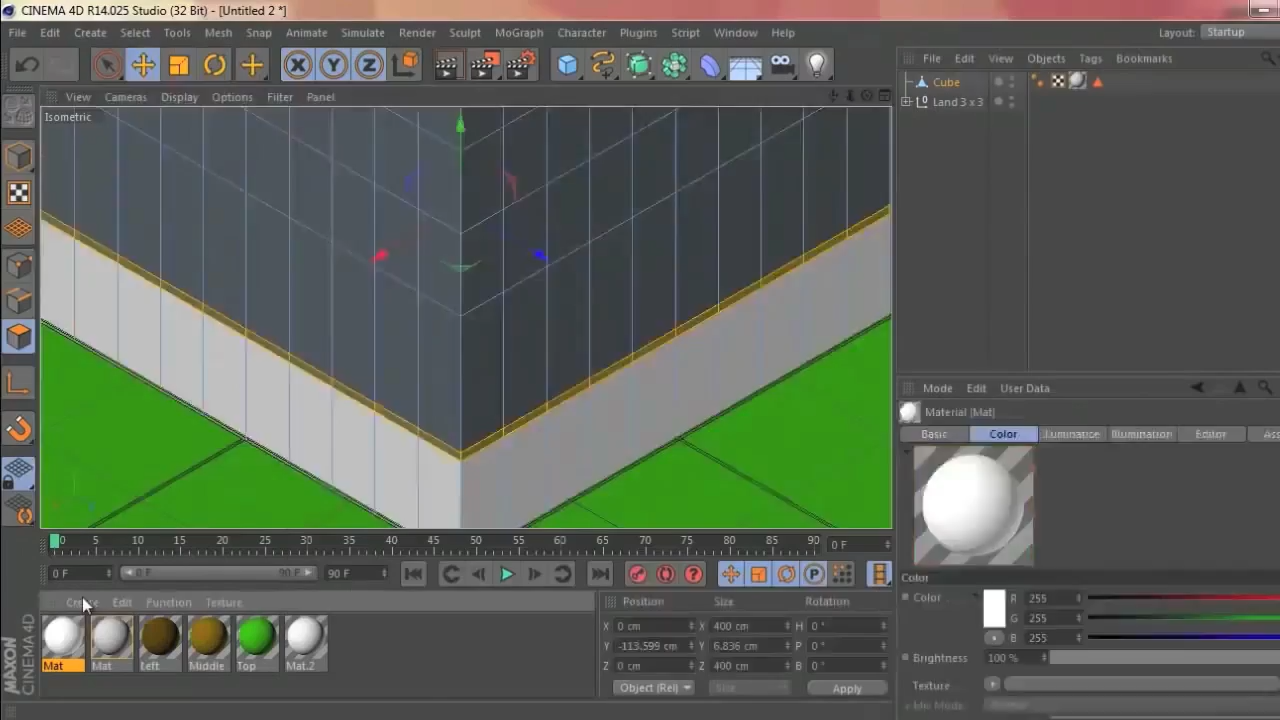 CINEMA 4D R14.025 Studio (32 Bit) - [Untitled 2 *]
File Edit Create Select Tools Mesh Snap Animate Simulate Render Sculpt MoGraph Character Plugins Script Window Help Layout: Startup
X Y Z File Edit View Objects Tags Bookmarks
View Cameras Display Options Filter Panel Cube
Land 3 x 3
Isometric
Mode Edit User Data
Material [Mat]
Basic Color Luminance Illumination Editor
0 5 10 15 20 25 30 35 40 45 50 55 60 65 70 75 80 85 90 0 F
0 F 0 F 90 F 90 F P
Color
Color R 255
G 255
B 255
Edit Function Texture Position Size Rotation
X 0 cm X 400 cm H 0 °
Y -113.599 cm Y 6.836 cm P 0 °
Z 0 cm Z 400 cm B 0 °
Mat Mat Left Middle Top Mat.2
Object (Rel) Size Apply
Brightness 100 %
Texture
Mix Mode Normal
MAXON
CINEMA 4D